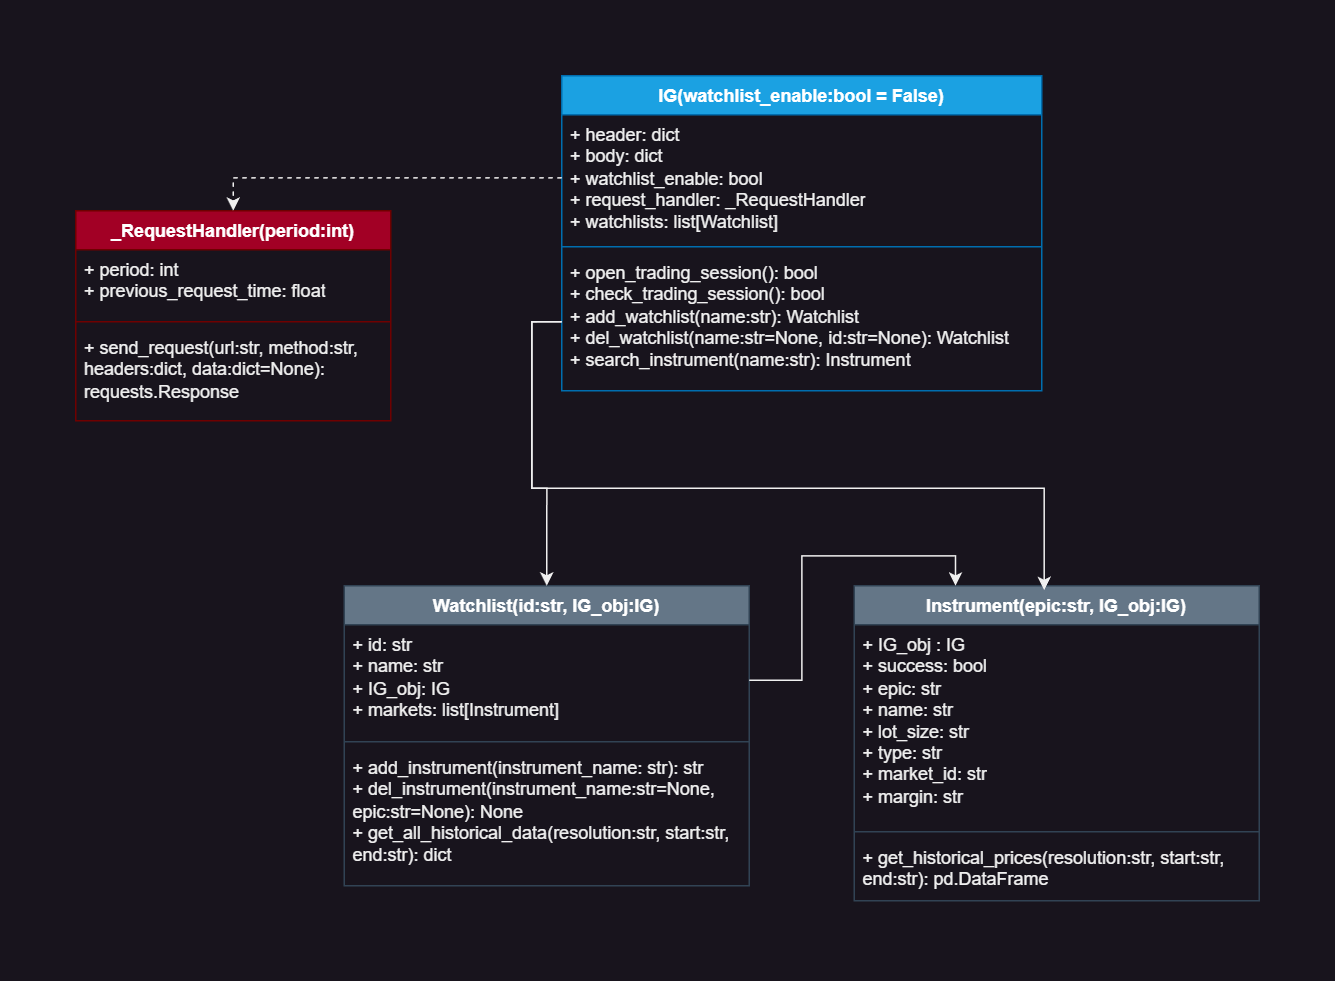 IG(watchlist_enable:bool = False)
+ header: dict
+ body: dict
+ watchlist_enable: bool
+ request_handler: _RequestHandler
+ watchlists: list[Watchlist]
+ open_trading_session(): bool
+ check_trading_session(): bool
+ add_watchlist(name:str): Watchlist
+ del_watchlist(name:str=None, id:str=None): Watchlist
+ search_instrument(name:str): Instrument
_RequestHandler(period:int)
+ period: int
+ previous_request_time: float
+ send_request(url:str, method:str,
headers:dict, data:dict=None):
requests.Response
Watchlist(id:str, IG_obj:IG)
+ id: str
+ name: str
+ IG_obj: IG
+ markets: list[Instrument]
+ add_instrument(instrument_name: str): str
+ del_instrument(instrument_name:str=None,
epic:str=None): None
+ get_all_historical_data(resolution:str, start:str,
end:str): dict
Instrument(epic:str, IG_obj:IG)
+ IG_obj : IG
+ success: bool
+ epic: str
+ name: str
+ lot_size: str
+ type: str
+ market_id: str
+ margin: str
+ get_historical_prices(resolution:str, start:str,
end:str): pd.DataFrame